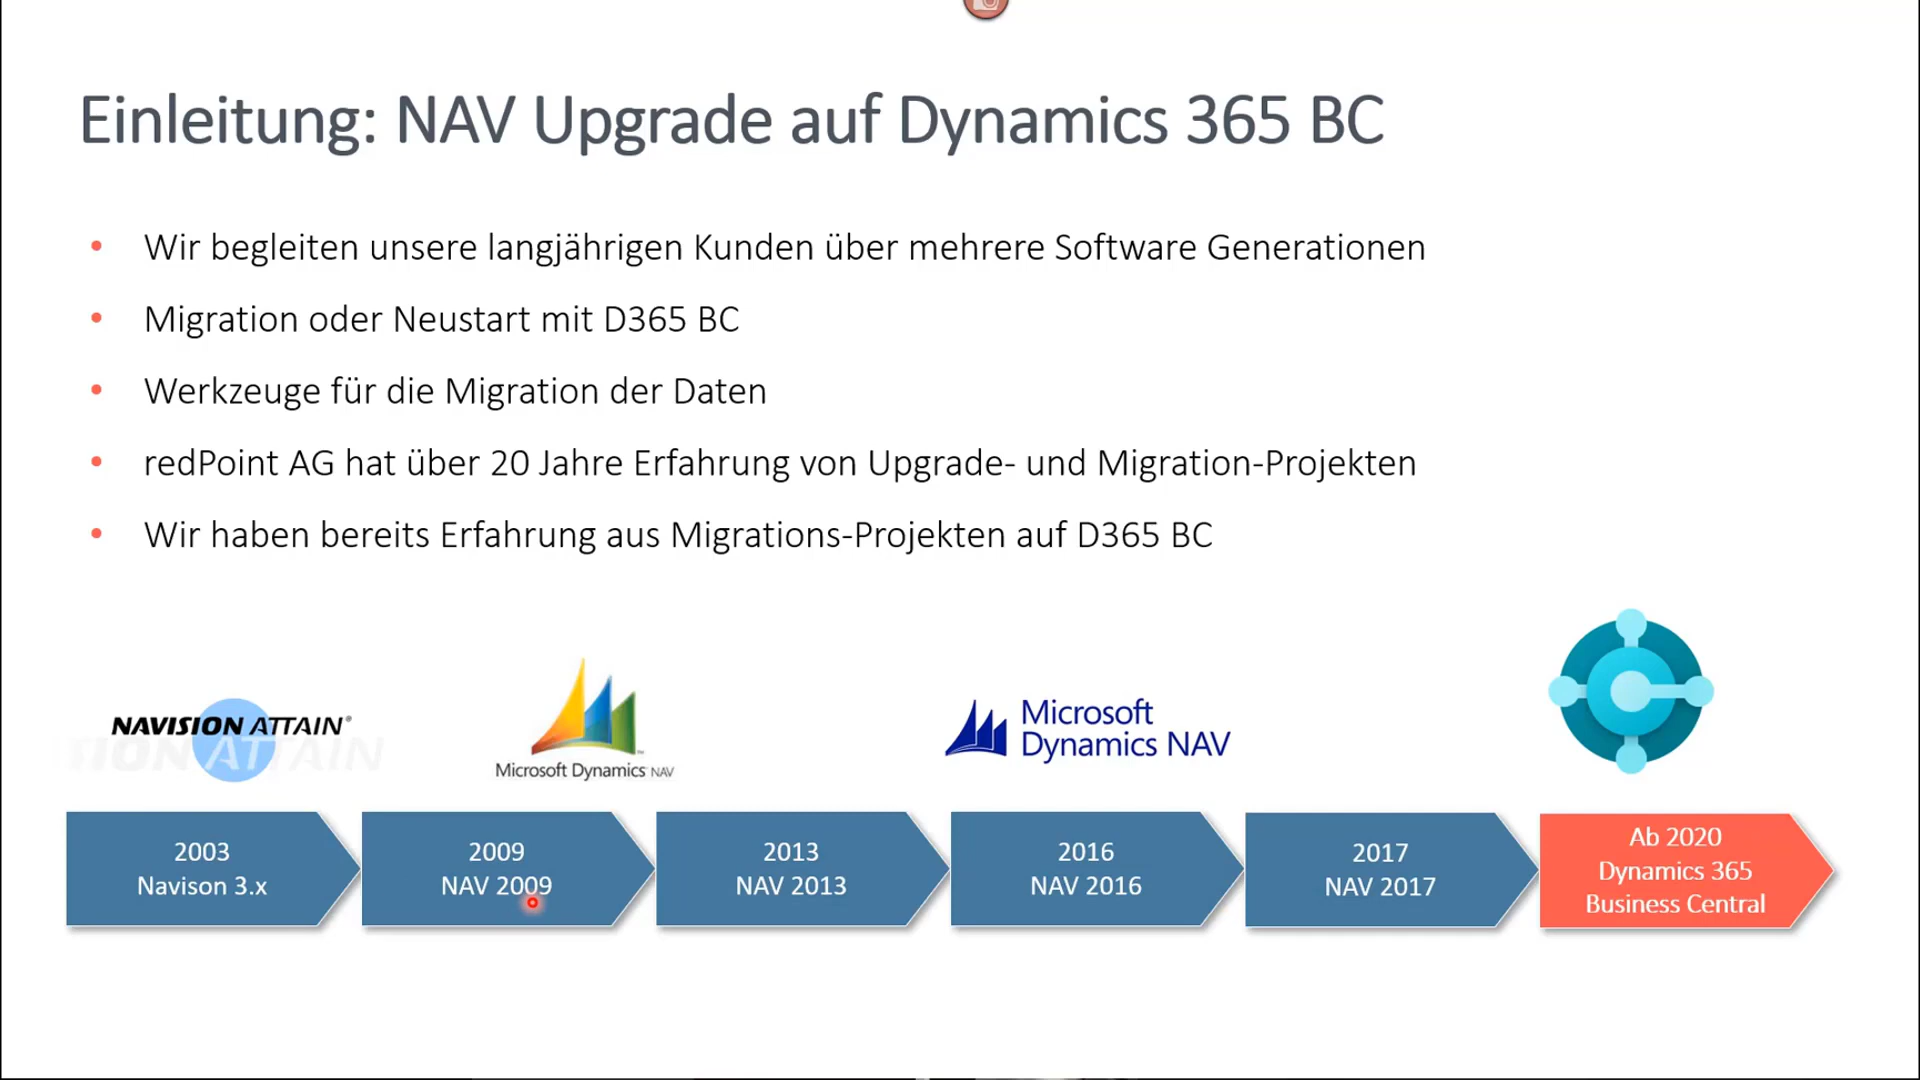 Einleitung: NAV Upgrade auf Dynamics 365 BC
• Wir begleiten unsere langjährigen Kunden über mehrere Software Generationen
• Migration oder Neustart mit D365 BC
• Werkzeuge für die Migration der Daten
• redPoint AG hat über 20 Jahre Erfahrung von Upgrade- und Migration-Projekten
• Wir haben bereits Erfahrung aus Migrations-Projekten auf D365 BC
NAVISION ATTAIN®
TION ATTAIN
Microsoft Dynamics™ NAV
Microsoft
Dynamics NAV
2003
Navison 3.x
2009
NAV 2009
2013
NAV 2013
2016
NAV 2016
2017
NAV 2017
Ab 2020
Dynamics 365
Business Central